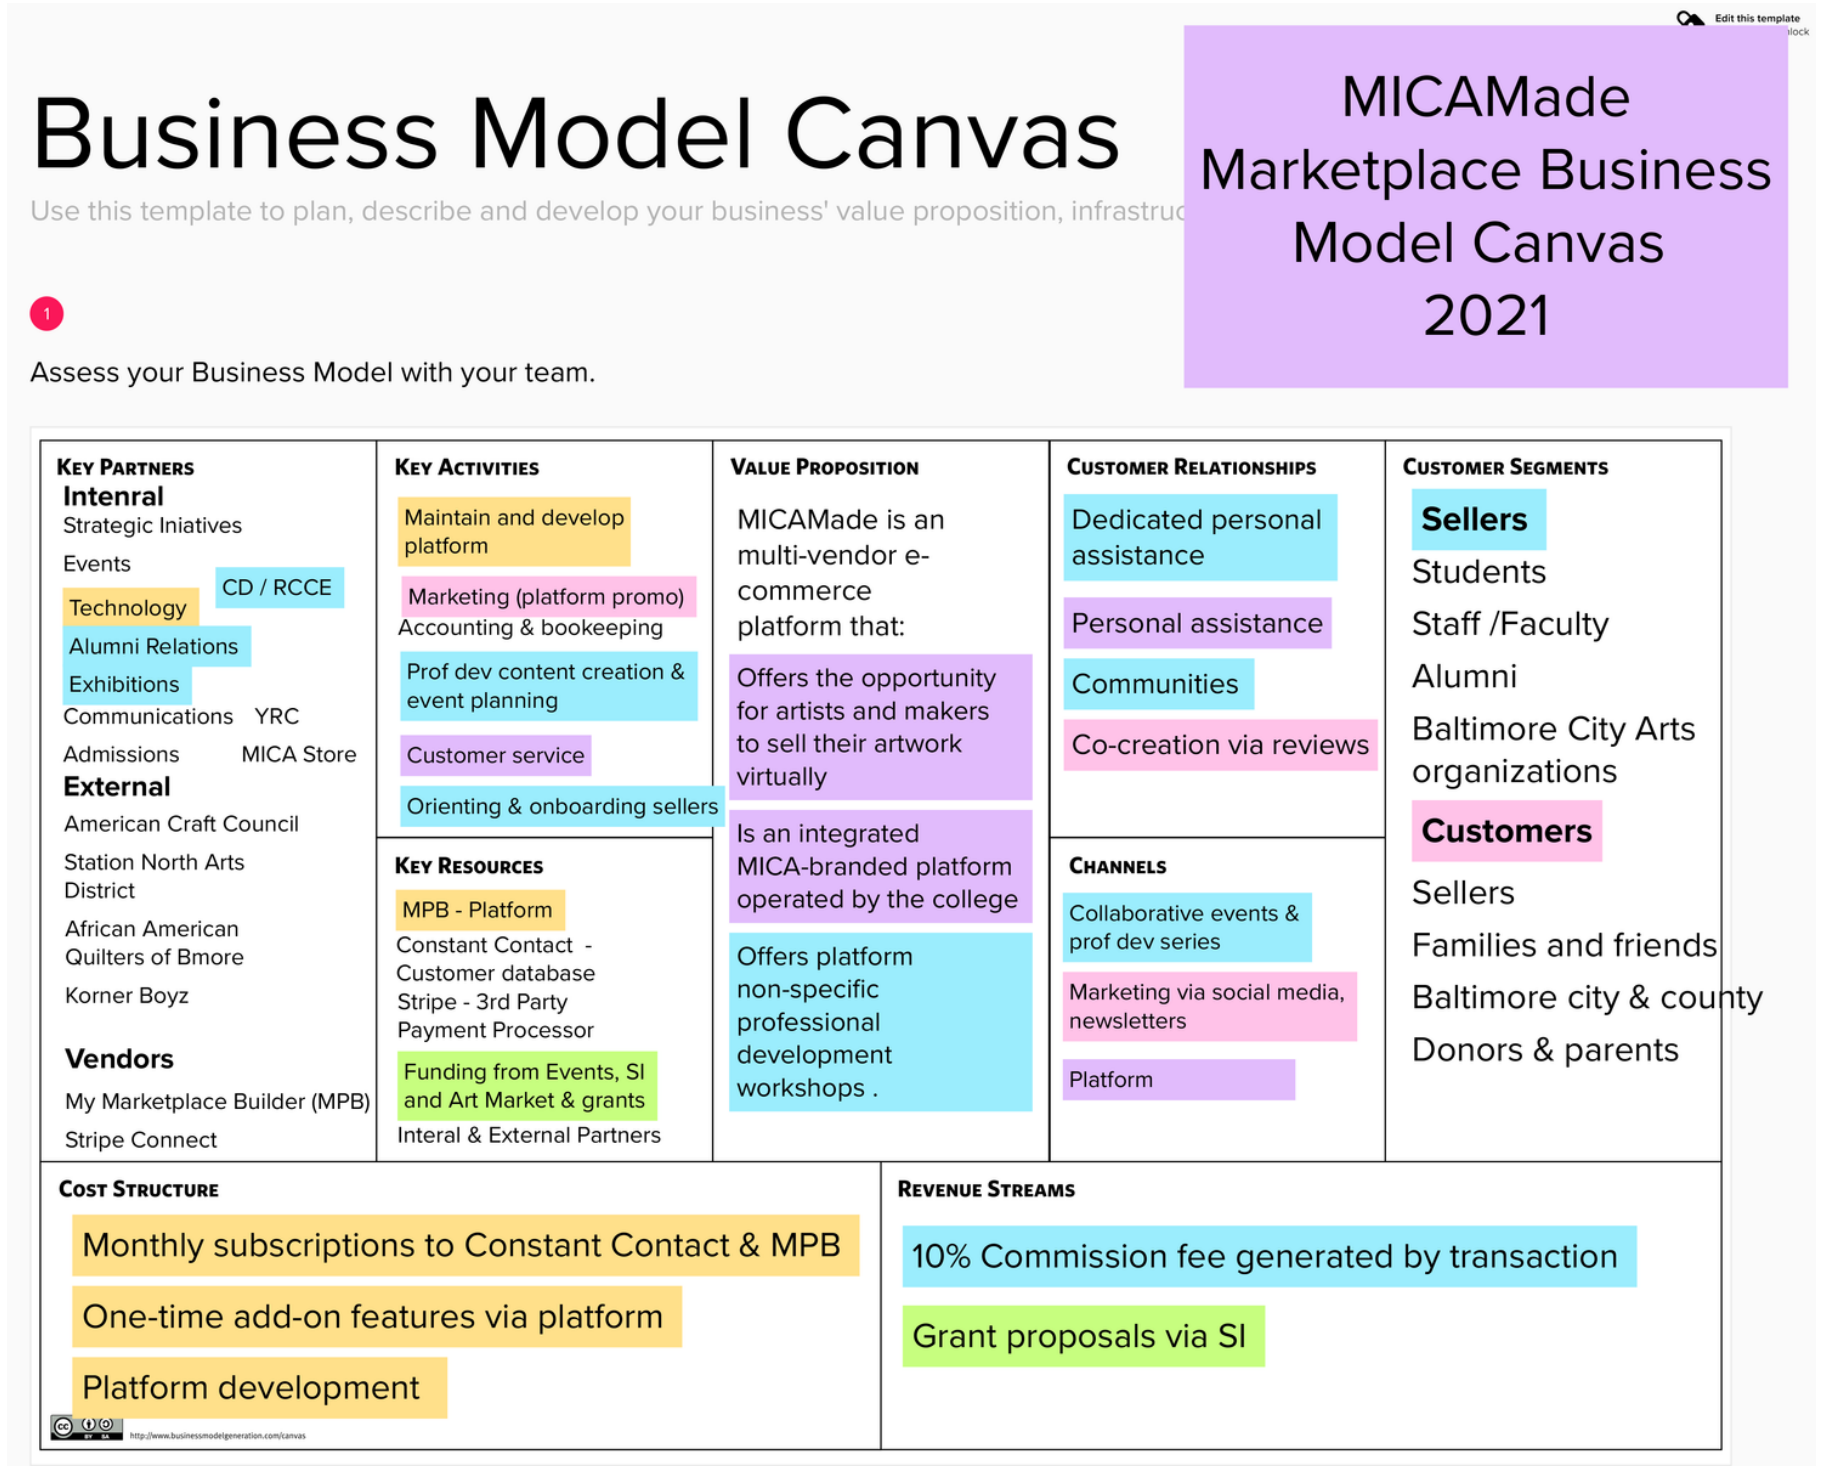 Edit this template
lock
MICAMade
Marketplace Business
Model Canvas
2021
Business Model Canvas
Use this template to plan, describe and develop your business' value proposition, infrastruc
1
Assess your Business Model with your team.
KEY PARTNERS
Intenral
Strategic Iniatives
Events
CD / RCCE
Technology
Alumni Relations
Exhibitions
Communications YRC
Admissions MICA Store
External
American Craft Council
Station North Arts
District
African American
Quilters of Bmore
Korner Boyz
Vendors
My Marketplace Builder (MPB)
Stripe Connect
KEY ACTIVITIES
Maintain and develop
platform
Marketing (platform promo)
Accounting & bookeeping
Prof dev content creation &
event planning
Customer service
Orienting & onboarding sellers
KEY RESOURCES
MPB - Platform
Constant Contact -
Customer database
Stripe - 3rd Party
Payment Processor
Funding from Events, SI
and Art Market & grants
Interal & External Partners
VALUE PROPOSITION
MICAMade is an
multi-vendor e-
commerce
platform that:
Offers the opportunity
for artists and makers
to sell their artwork
virtually
Is an integrated
MICA-branded platform
operated by the college
Offers platform
non-specific
professional
development
workshops .
CUSTOMER RELATIONSHIPS
Dedicated personal
assistance
Personal assistance
Communities
Co-creation via reviews
CHANNELS
Collaborative events &
prof dev series
Marketing via social media,
newsletters
Platform
CUSTOMER SEGMENTS
Sellers
Students
Staff /Faculty
Alumni
Baltimore City Arts
organizations
Customers
Sellers
Families and friends
Baltimore city & county
Donors & parents
COST STRUCTURE
Monthly subscriptions to Constant Contact & MPB
One-time add-on features via platform
Platform development
cc BY SA
http://www.businessmodelgeneration.com/canvas
REVENUE STREAMS
10% Commission fee generated by transaction
Grant proposals via SI